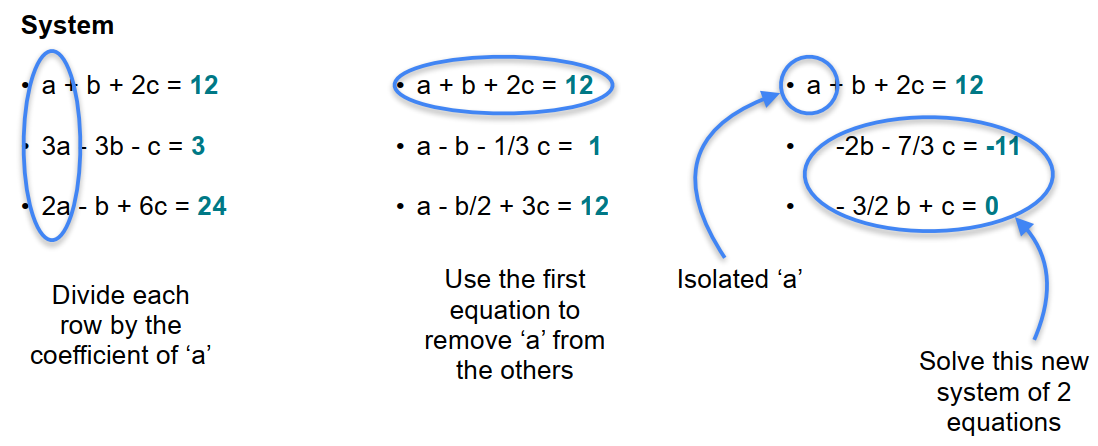 System
• a + b + 2c = 12
• 3a - 3b - c = 3
• 2a - b + 6c = 24
Divide each
row by the
coefficient of ‘a’
• a + b + 2c = 12
• a - b - 1/3 c = 1
• a - b/2 + 3c = 12
Use the first
equation to
remove ‘a’ from
the others
• a + b + 2c = 12
• -2b - 7/3 c = -11
• - 3/2 b + c = 0
Isolated ‘a’
Solve this new
system of 2
equations